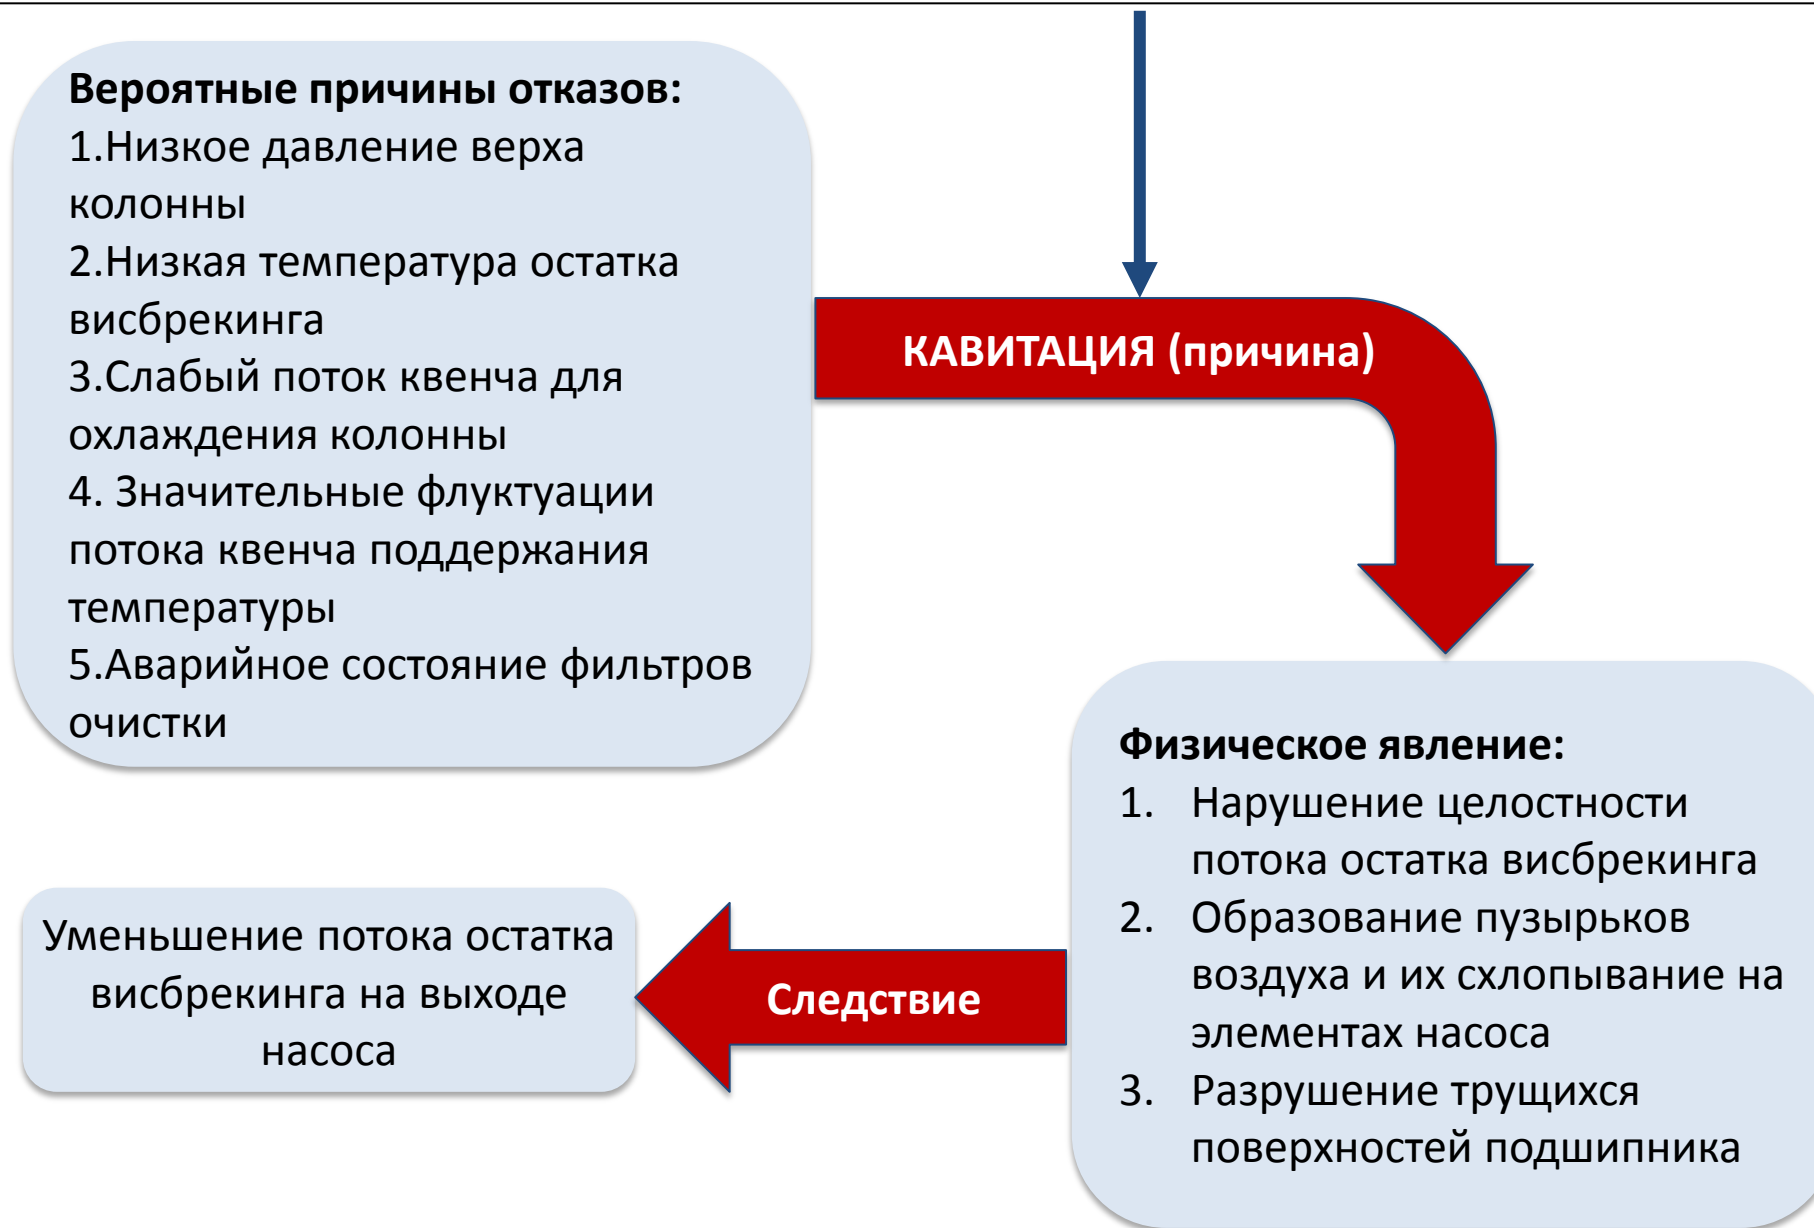 Вероятные причины отказов:
1.Низкое давление верха
колонны
2.Низкая температура остатка
висбрекинга
3.Слабый поток квенча для
охлаждения колонны
4. Значительные флуктуации
потока квенча поддержания
температуры
5.Аварийное состояние фильтров
очистки
КАВИТАЦИЯ (причина)
Физическое явление:
1. Нарушение целостности
потока остатка висбрекинга
2. Образование пузырьков
воздуха и их схлопывание на
элементах насоса
3. Разрушение трущихся
поверхностей подшипника
Следствие
Уменьшение потока остатка
висбрекинга на выходе
насоса